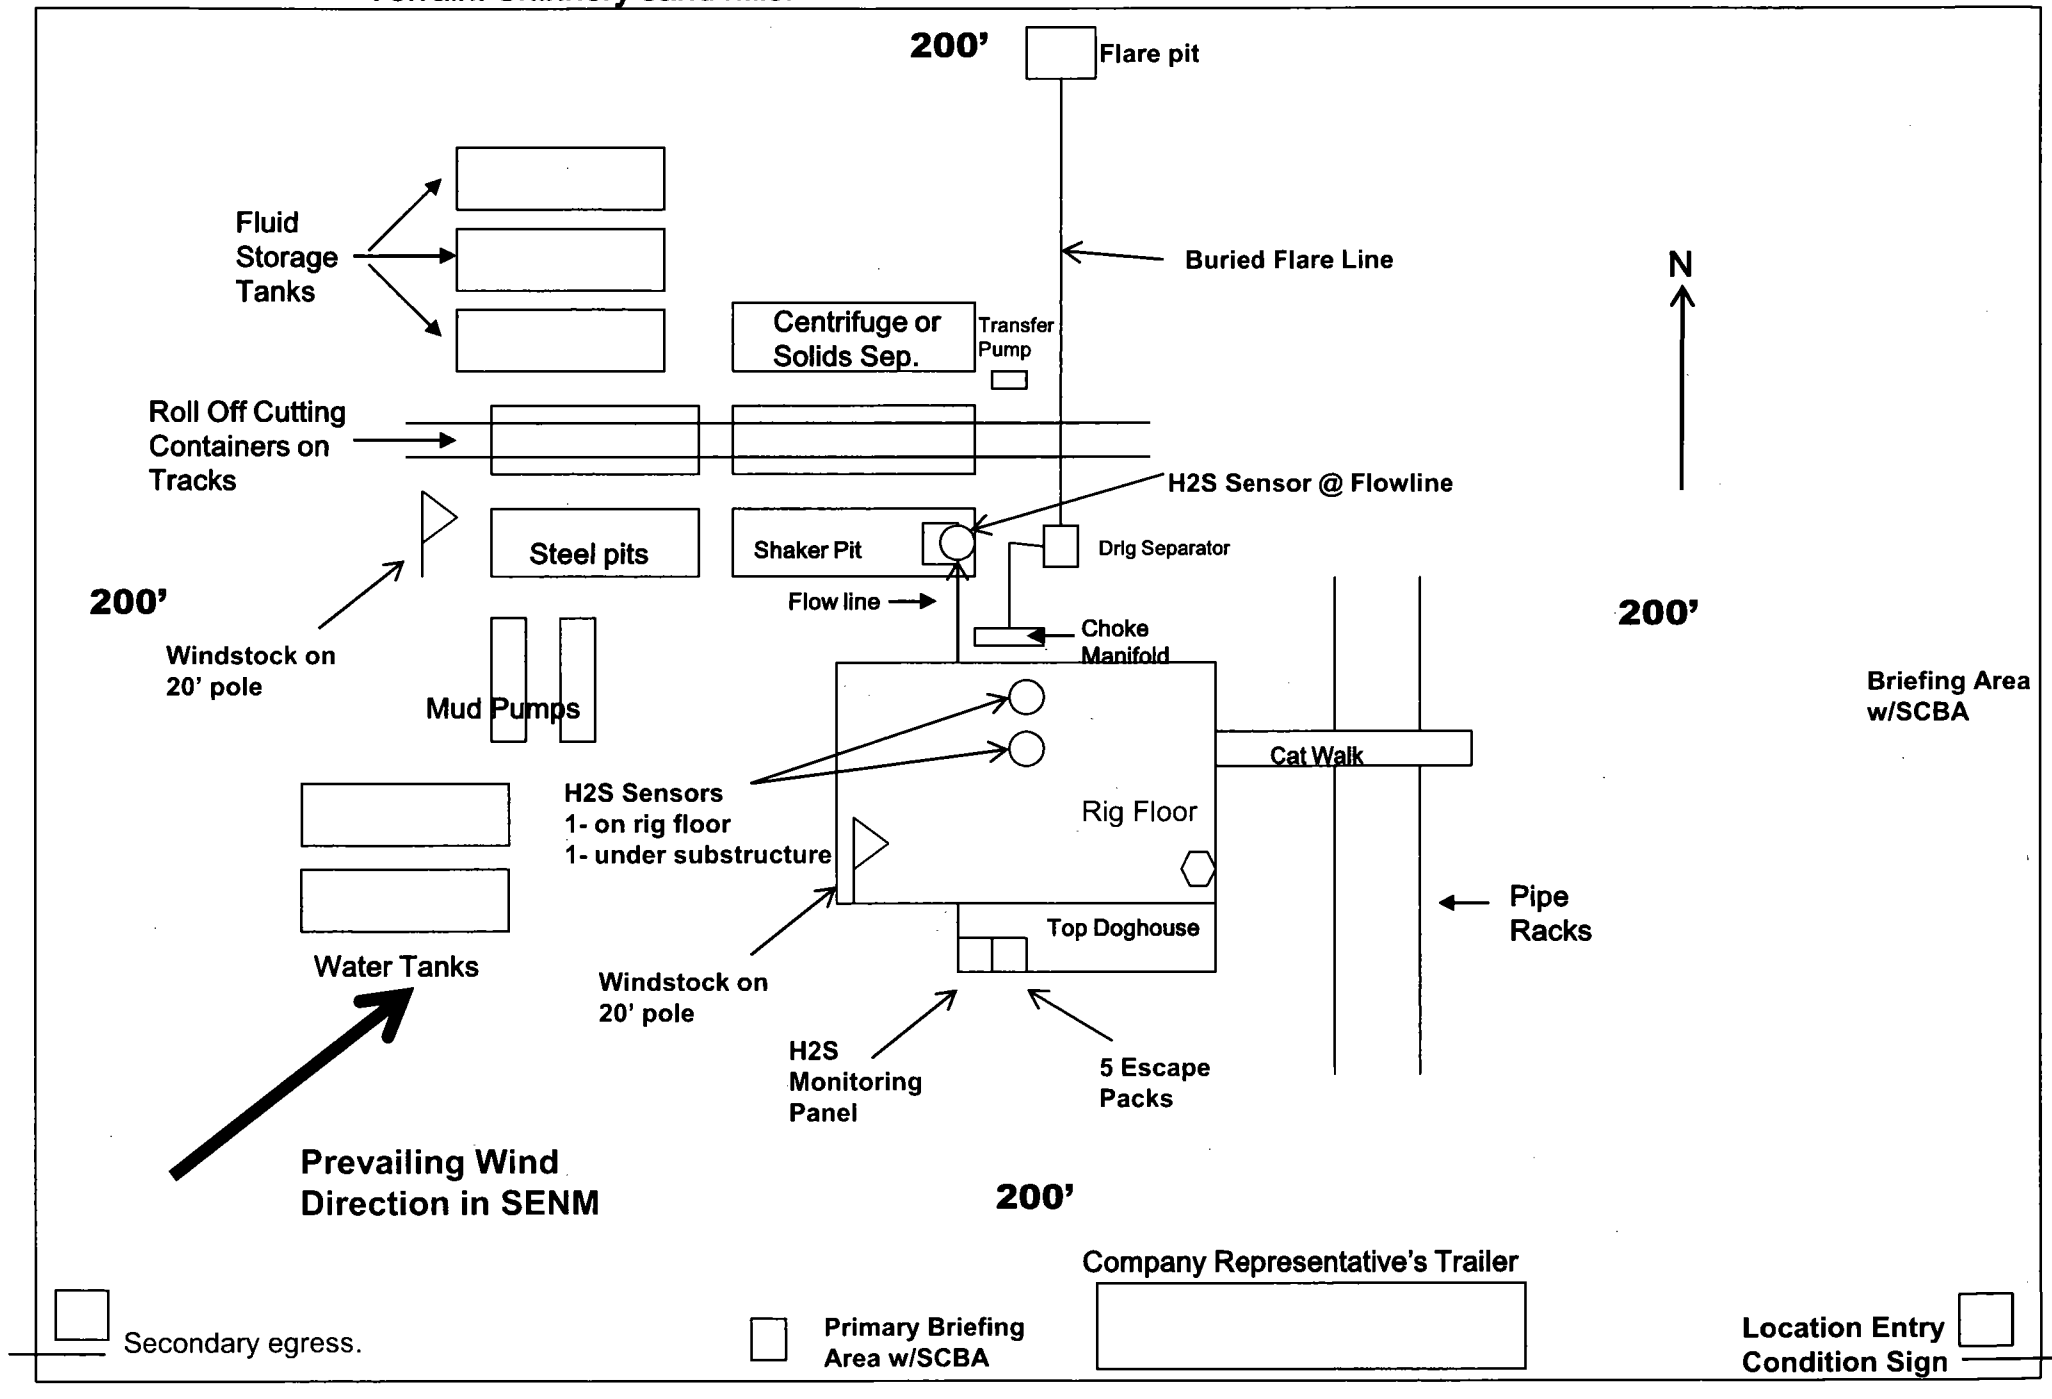 200’
Flare pit
Fluid
Storage
Tanks
Buried Flare Line
N
Centrifuge or
Solids Sep.
Transfer
Pump
Roll Off Cutting
Containers on
Tracks
H2S Sensor @ Flowline
Steel pits
Shaker Pit
Drlg Separator
200’
Flow line
200’
Choke
Manifold
Windstock on
20’ pole
Mud Pumps
Briefing Area
w/SCBA
Cat Walk
H2S Sensors
1- on rig floor
1- under substructure
Rig Floor
Pipe
Racks
Top Doghouse
Water Tanks
Windstock on
20’ pole
H2S
Monitoring
Panel
5 Escape
Packs
Prevailing Wind
Direction in SENM
200’
Company Representative’s Trailer
Secondary egress.
Primary Briefing
Area w/SCBA
Location Entry
Condition Sign